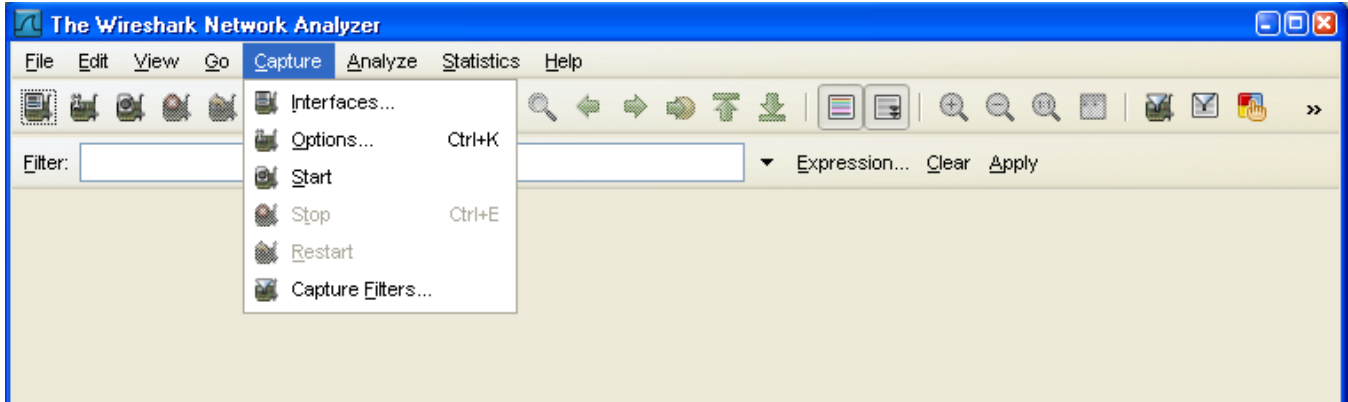 The Wireshark Network Analyzer
File Edit View Go Capture Analyze Statistics Help
Interfaces...
Options... Ctrl+K
Start
Stop Ctrl+E
Restart
Capture Filters...
Filter: Expression... Clear Apply